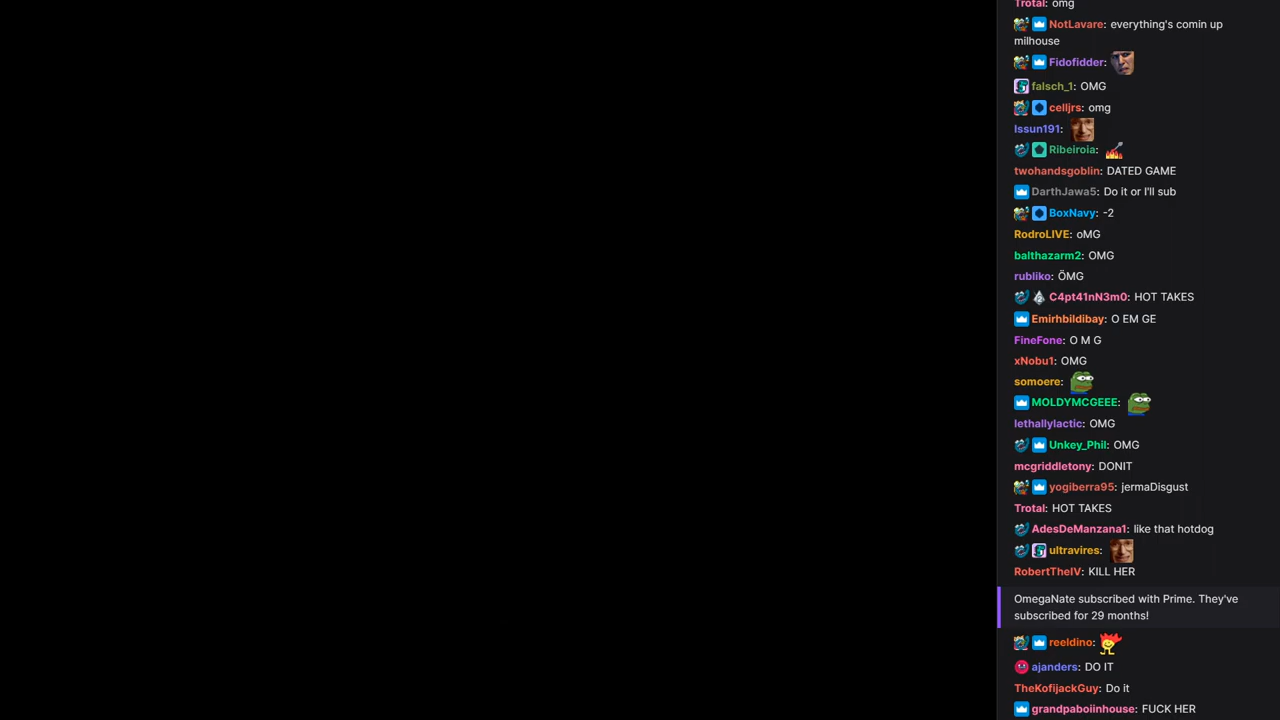 Trotal: omg
NotLavare: everything's comin up
milhouse
Fidofidder:
falsch_1: OMG
celljrs: omg
Issun191:
Ribeiroia:
twohandsgoblin: DATED GAME
DarthJawa5: Do it or I'll sub
BoxNavy: -2
RodroLIVE: oMG
balthazarm2: OMG
rubliko: ÖMG
C4pt41nN3m0: HOT TAKES
Emirhbildibay: O EM GE
FineFone: O M G
xNobu1: OMG
somoere:
MOLDYMCGEEE:
lethallylactic: OMG
Unkey_Phil: OMG
mcgriddletony: DONIT
yogiberra95: jermaDisgust
Trotal: HOT TAKES
AdesDeManzana1: like that hotdog
ultravires:
RobertTheIV: KILL HER
OmegaNate subscribed with Prime. They've
subscribed for 29 months!
reeldino:
ajanders: DO IT
TheKofijackGuy: Do it
grandpaboiinhouse: FUCK HER